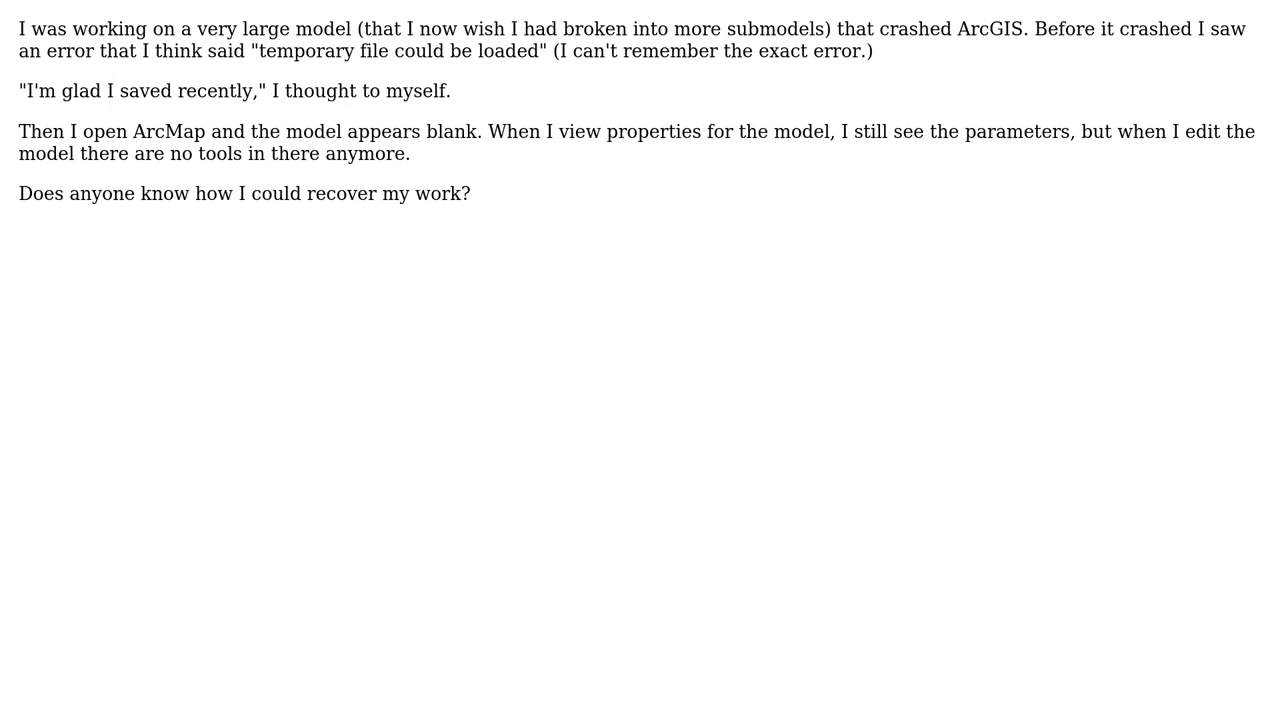 I was working on a very large model (that I now wish I had broken into more submodels) that crashed ArcGIS. Before it crashed I saw
an error that I think said "temporary file could be loaded" (I can't remember the exact error.)
"I'm glad I saved recently," I thought to myself.
Then I open ArcMap and the model appears blank. When I view properties for the model, I still see the parameters, but when I edit the
model there are no tools in there anymore.
Does anyone know how I could recover my work?